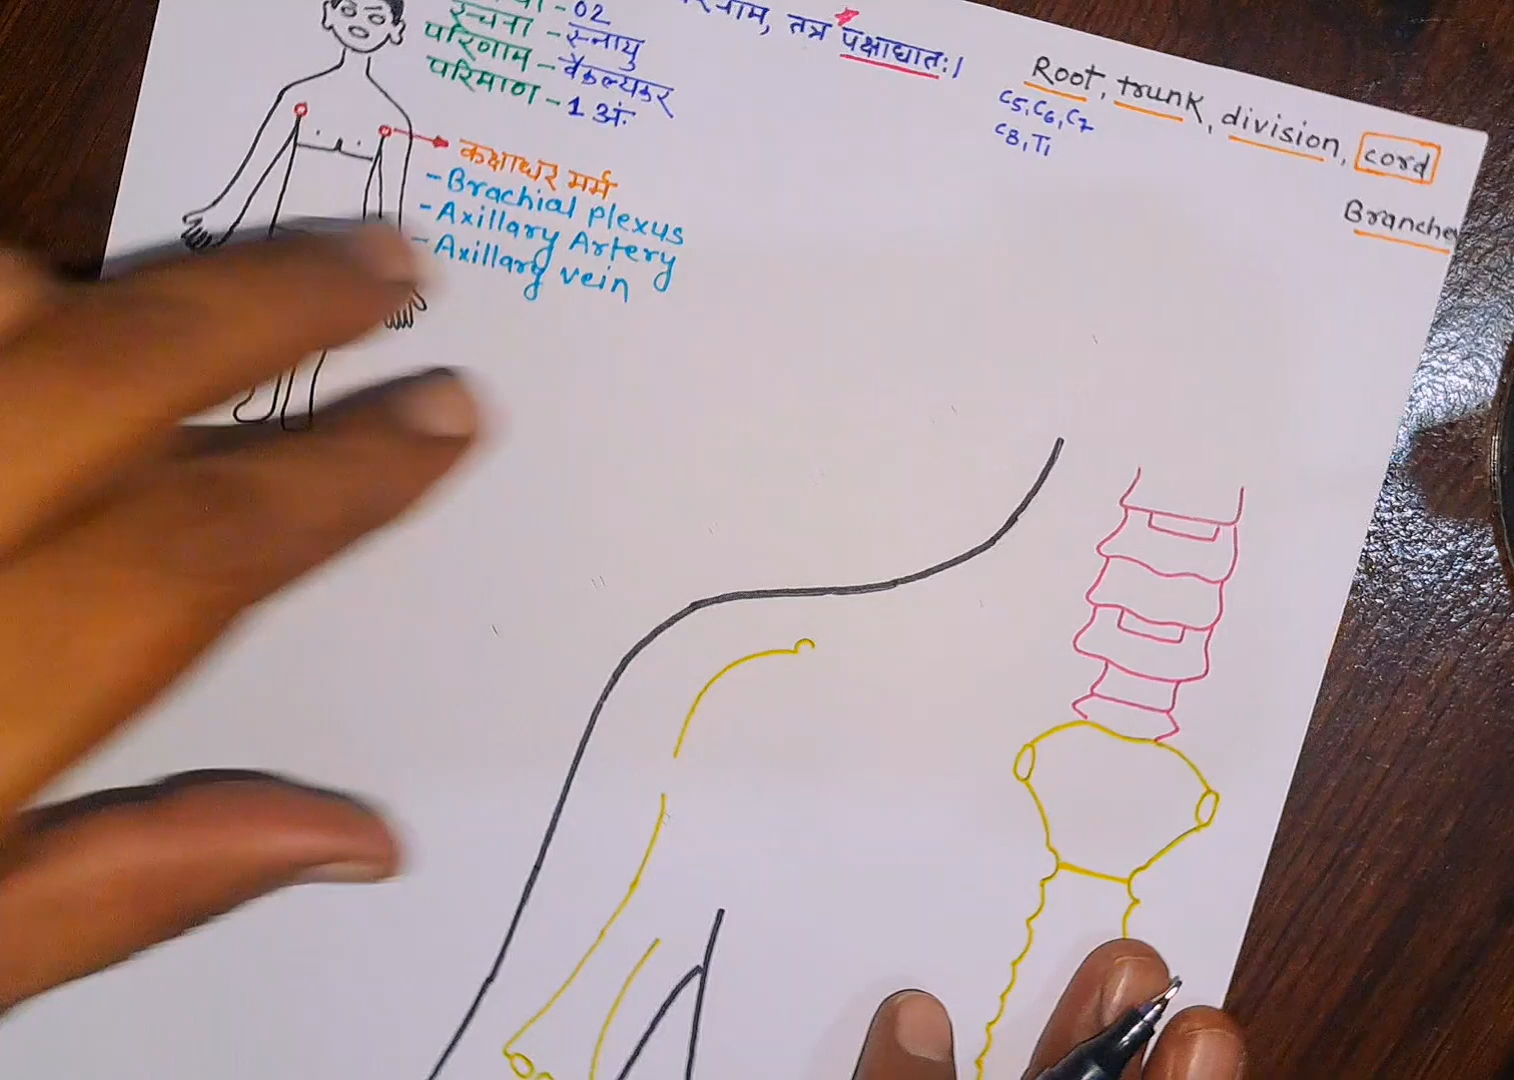 - 02
रचना - स्नायु
परिणाम - वैकल्यकर
परिमाण - 1 अं.
तत्र पक्षाघातः।
कक्षाधर मर्म
- Brachial plexus
- Axillary Artery
- Axillary vein
Root, trunk, division, cord
C5, C6, C7
C8, T1
Branche